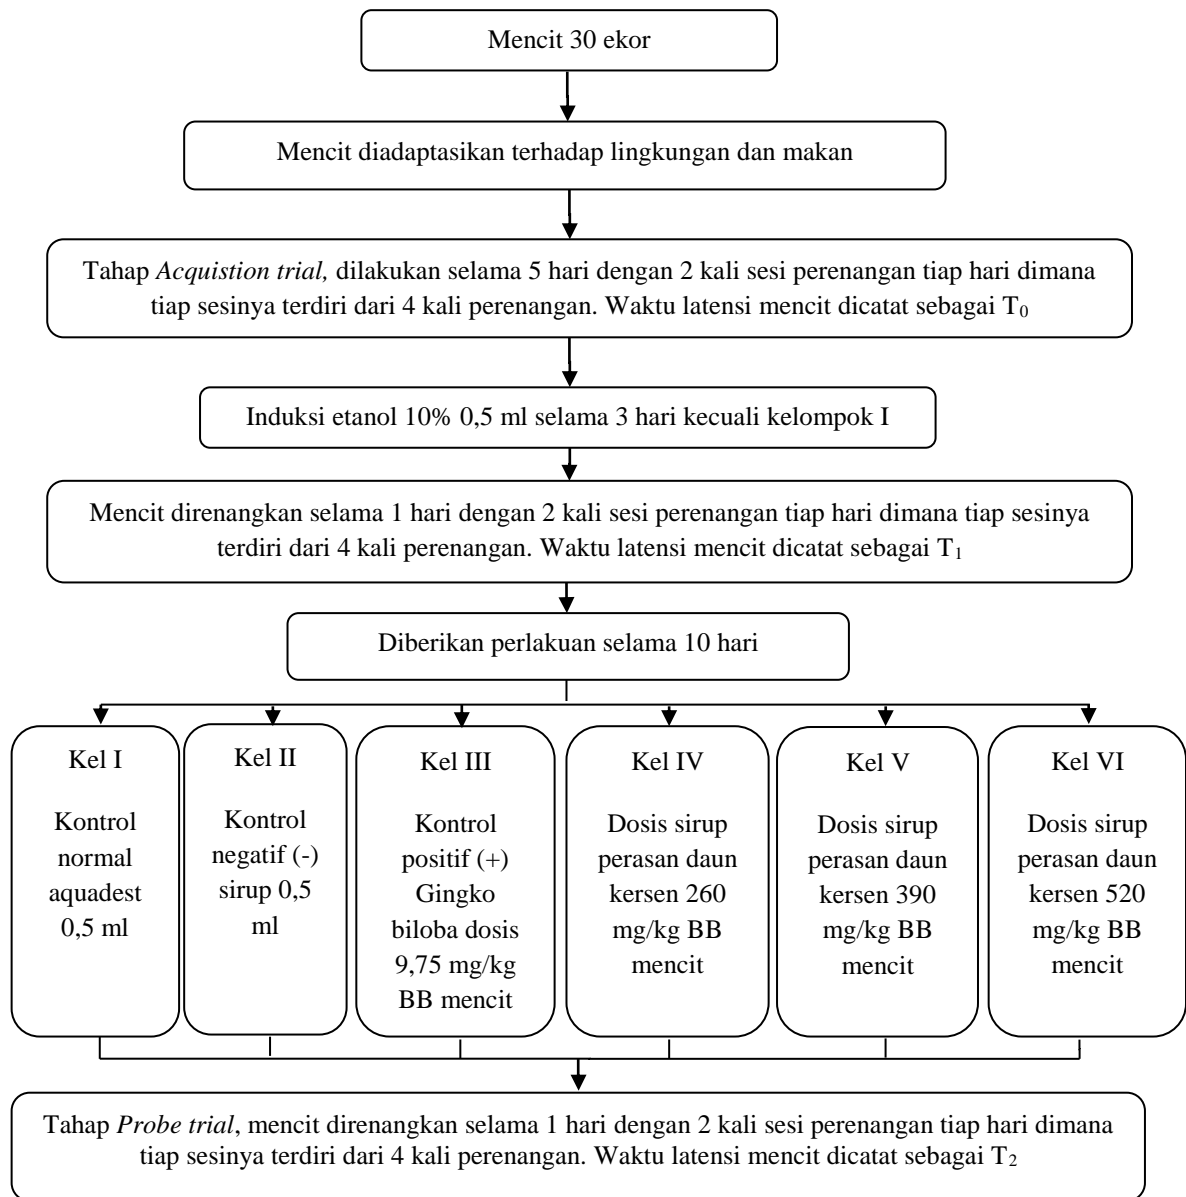 Mencit 30 ekor
Mencit diadaptasikan terhadap lingkungan dan makan
Tahap Acquistion trial, dilakukan selama 5 hari dengan 2 kali sesi perenangan tiap hari dimana
tiap sesinya terdiri dari 4 kali perenangan. Waktu latensi mencit dicatat sebagai T₀
Induksi etanol 10% 0,5 ml selama 3 hari kecuali kelompok I
Mencit direnangkan selama 1 hari dengan 2 kali sesi perenangan tiap hari dimana tiap sesinya
terdiri dari 4 kali perenangan. Waktu latensi mencit dicatat sebagai T₁
Diberikan perlakuan selama 10 hari
Kel I
Kontrol
normal
aquadest
0,5 ml
Kel II
Kontrol
negatif (-)
sirup 0,5
ml
Kel III
Kontrol
positif (+)
Gingko
biloba dosis
9,75 mg/kg
BB mencit
Kel IV
Dosis sirup
perasan daun
kersen 260
mg/kg BB
mencit
Kel V
Dosis sirup
perasan daun
kersen 390
mg/kg BB
mencit
Kel VI
Dosis sirup
perasan daun
kersen 520
mg/kg BB
mencit
Tahap Probe trial, mencit direnangkan selama 1 hari dengan 2 kali sesi perenangan tiap hari dimana
tiap sesinya terdiri dari 4 kali perenangan. Waktu latensi mencit dicatat sebagai T₂